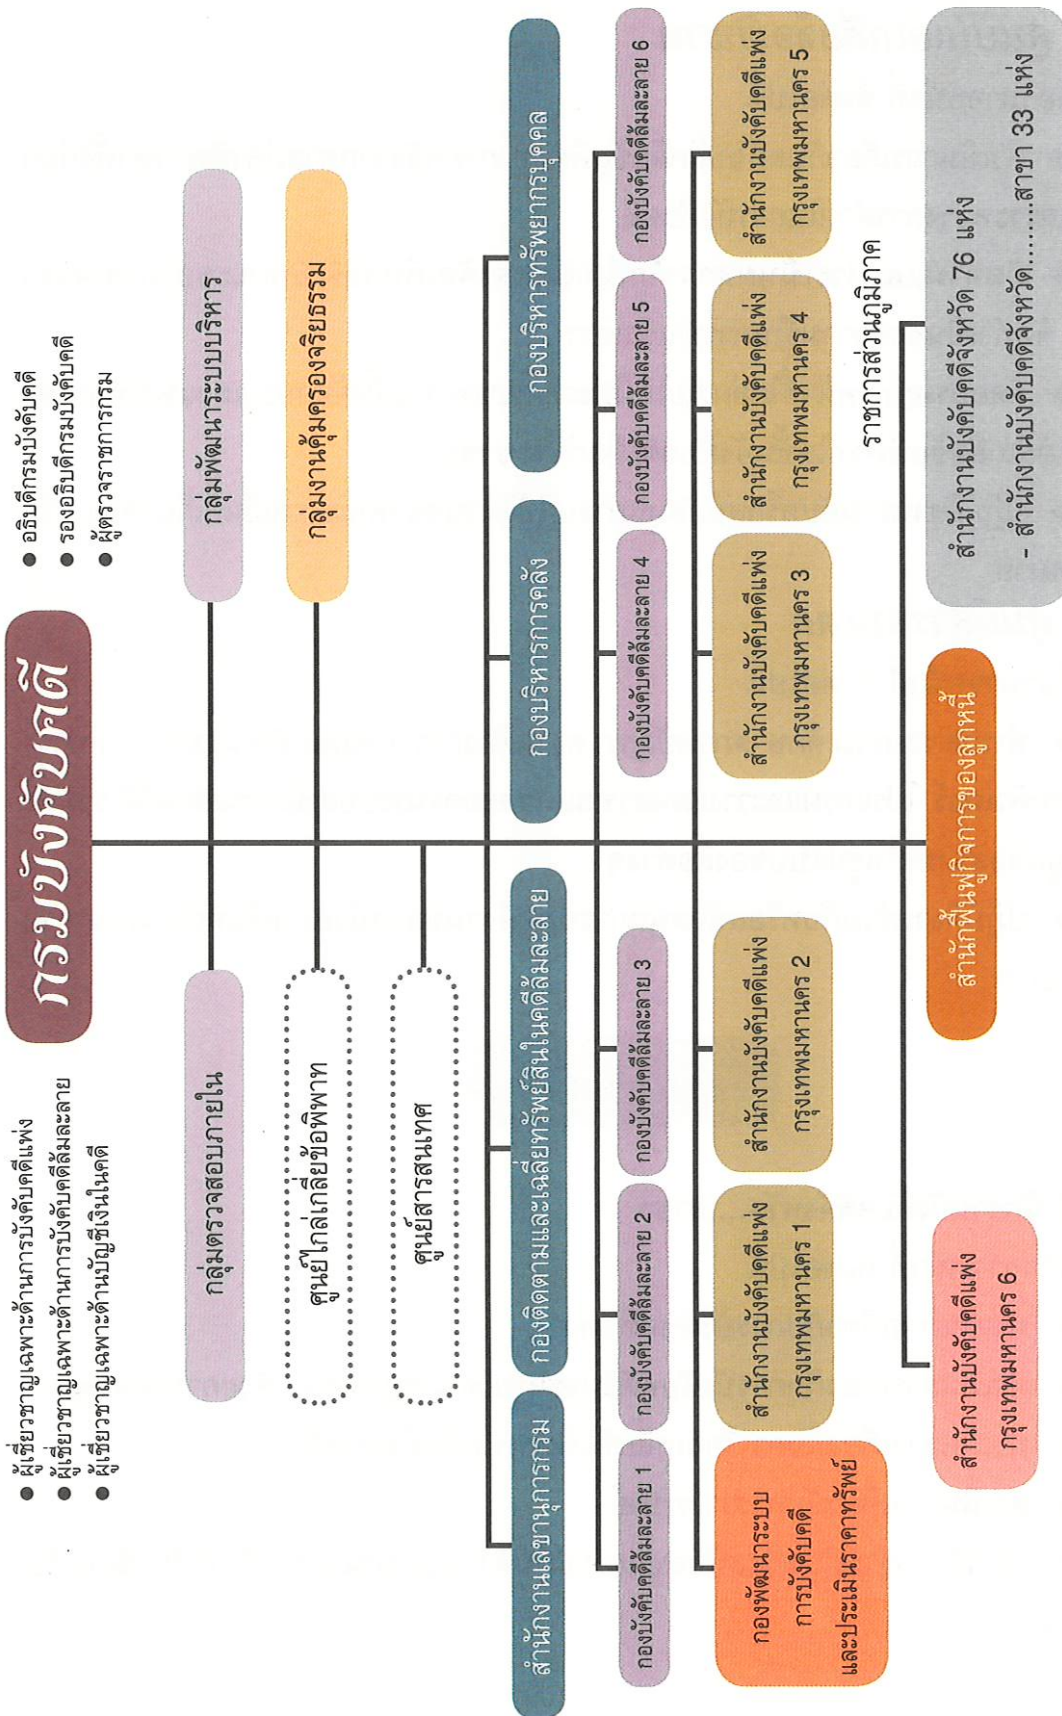 กรมบังคับคดี
● ผู้เชี่ยวชาญเฉพาะด้านการบังคับคดีแพ่ง
● ผู้เชี่ยวชาญเฉพาะด้านการบังคับคดีล้มละลาย
● ผู้เชี่ยวชาญเฉพาะด้านบัญชีเงินในคดี
● อธิบดีกรมบังคับคดี
● รองอธิบดีกรมบังคับคดี
● ผู้ตรวจราชการกรม
กลุ่มตรวจสอบภายใน
กลุ่มพัฒนาระบบบริหาร
ศูนย์ไกล่เกลี่ยข้อพิพาท
กลุ่มงานคุ้มครองจริยธรรม
ศูนย์สารสนเทศ
สำนักงานเลขานุการกรม
กองติดตามและเฉลี่ยทรัพย์สินในคดีล้มละลาย
กองบริหารการคลัง
กองบริหารทรัพยากรบุคคล
กองบังคับคดีล้มละลาย 1
กองบังคับคดีล้มละลาย 2
กองบังคับคดีล้มละลาย 3
กองบังคับคดีล้มละลาย 4
กองบังคับคดีล้มละลาย 5
กองบังคับคดีล้มละลาย 6
กองพัฒนาระบบ
การบังคับคดี
และประเมินราคาทรัพย์
สำนักงานบังคับคดีแพ่ง
กรุงเทพมหานคร 1
สำนักงานบังคับคดีแพ่ง
กรุงเทพมหานคร 2
สำนักงานบังคับคดีแพ่ง
กรุงเทพมหานคร 3
สำนักงานบังคับคดีแพ่ง
กรุงเทพมหานคร 4
สำนักงานบังคับคดีแพ่ง
กรุงเทพมหานคร 5
ราชการส่วนภูมิภาค
สำนักงานบังคับคดีแพ่ง
กรุงเทพมหานคร 6
สำนักฟื้นฟูกิจการของลูกหนี้
สำนักงานบังคับคดีจังหวัด 76 แห่ง
- สำนักงานบังคับคดีจังหวัด........สาขา 33 แห่ง